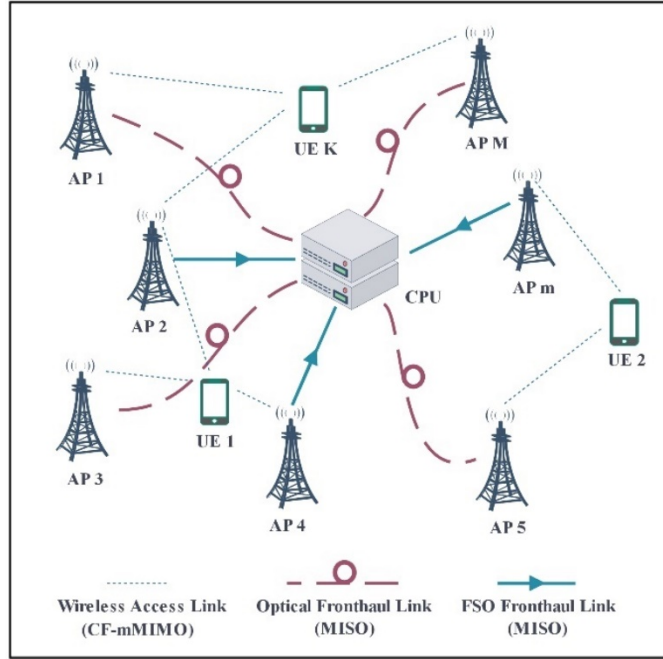 UE K
AP M
AP 1
CPU
AP m
AP 2
UE 2
UE 1
AP 3
AP 4
AP 5
Wireless Access Link
(CF-mMIMO)
Optical Fronthaul Link
(MISO)
FSO Fronthaul Link
(MISO)